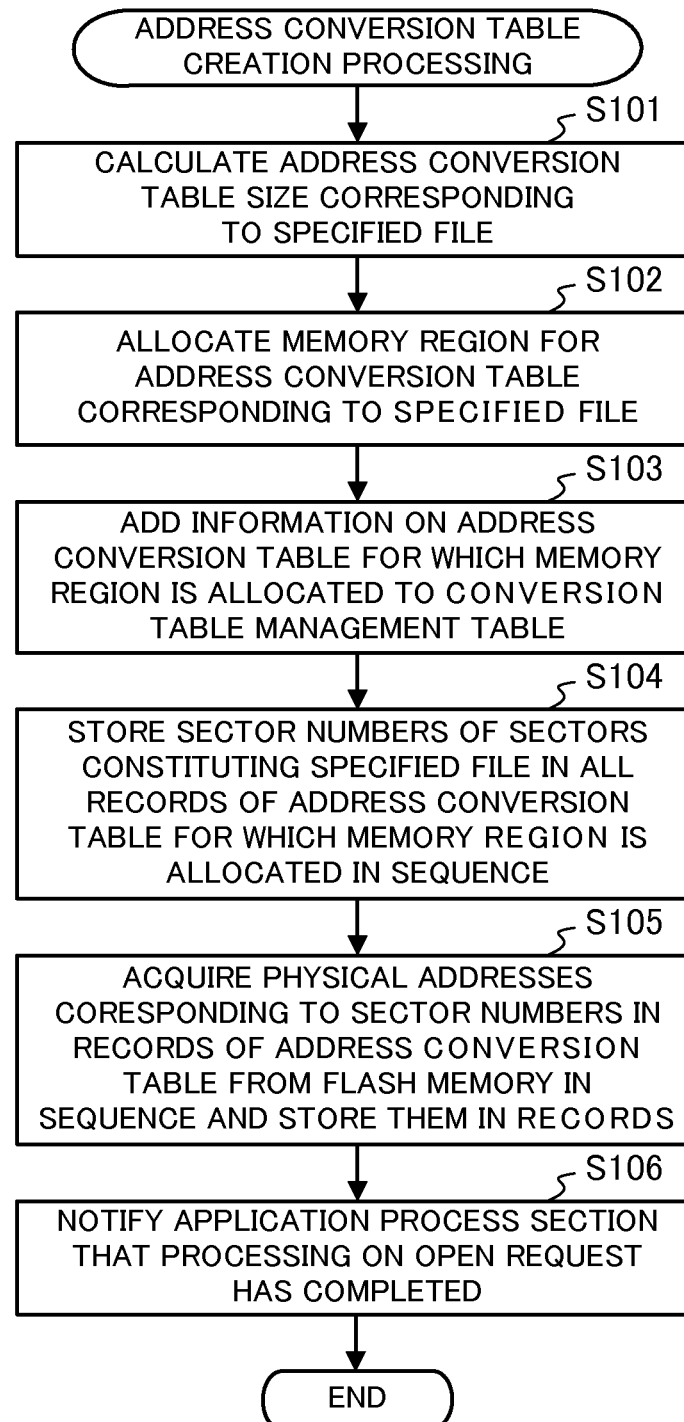 ADDRESS CONVERSION TABLE
CREATION PROCESSING
S101
CALCULATE ADDRESS CONVERSION
TABLE SIZE CORRESPONDING
TO SPECIFIED FILE
S102
ALLOCATE MEMORY REGION FOR
ADDRESS CONVERSION TABLE
CORRESPONDING TO SPECIFIED FILE
S103
ADD INFORMATION ON ADDRESS
CONVERSION TABLE FOR WHICH MEMORY
REGION IS ALLOCATED TO CONVERSION
TABLE MANAGEMENT TABLE
S104
STORE SECTOR NUMBERS OF SECTORS
CONSTITUTING SPECIFIED FILE IN ALL
RECORDS OF ADDRESS CONVERSION
TABLE FOR WHICH MEMORY REGION IS
ALLOCATED IN SEQUENCE
S105
ACQUIRE PHYSICAL ADDRESSES
CORESPONDING TO SECTOR NUMBERS IN
RECORDS OF ADDRESS CONVERSION
TABLE FROM FLASH MEMORY IN
SEQUENCE AND STORE THEM IN RECORDS
S106
NOTIFY APPLICATION PROCESS SECTION
THAT PROCESSING ON OPEN REQUEST
HAS COMPLETED
END